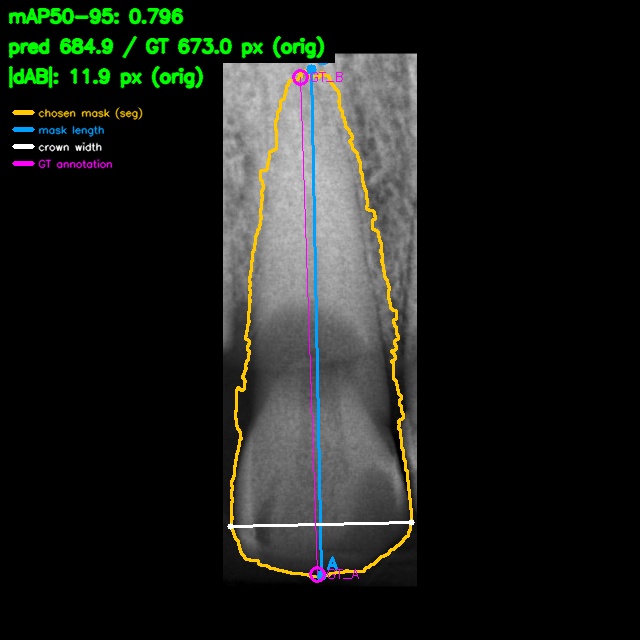 mAP50-95: 0.796
pred 684.9 / GT 673.0 px (orig)
|dAB|: 11.9 px (orig)
chosen mask (seg)
mask length
crown width
GT annotation
GT_B
A
GT_A